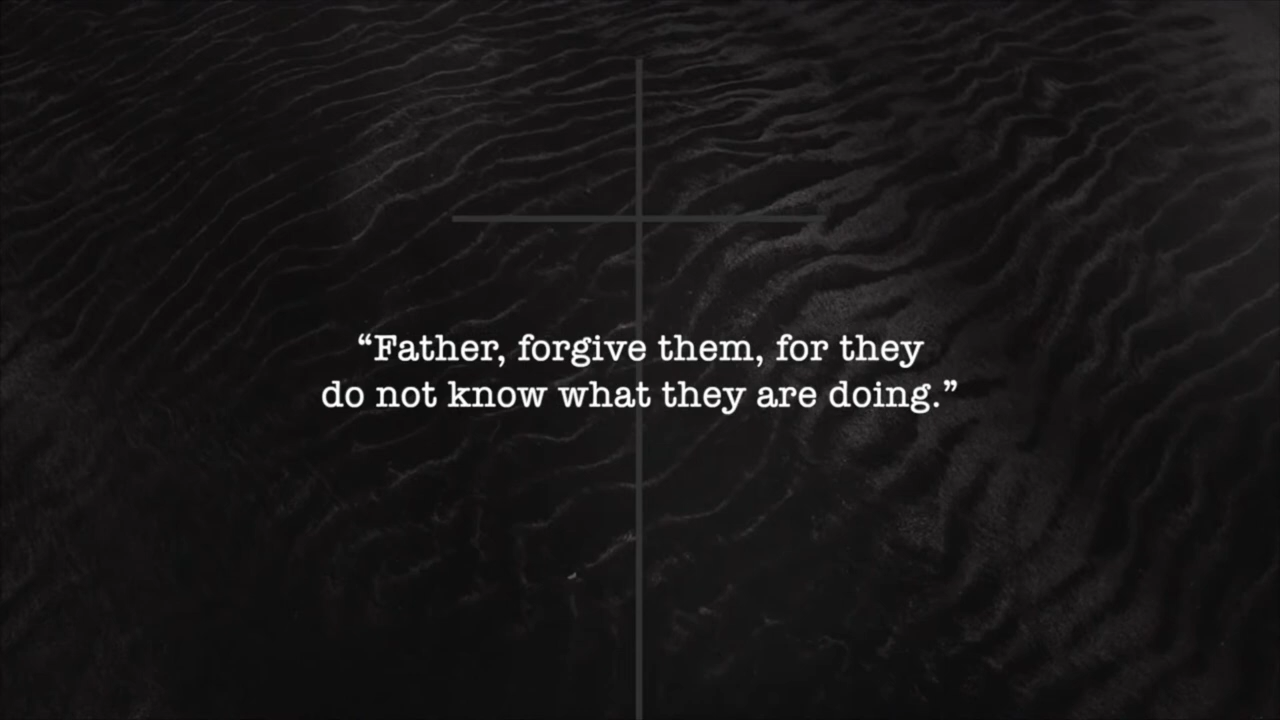 “Father, forgive them, for they
do not know what they are doing.”